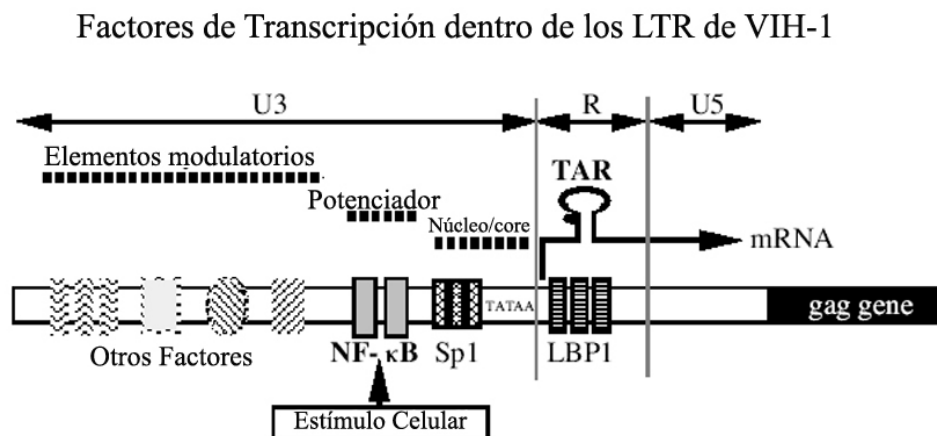 Factores de Transcripción dentro de los LTR de VIH-1
U3
R
U5
Elementos modulatorios
Potenciador
Núcleo/core
TAR
mRNA
TATAA
gag gene
Otros Factores
NF-κB
Sp1
LBP1
Estímulo Celular